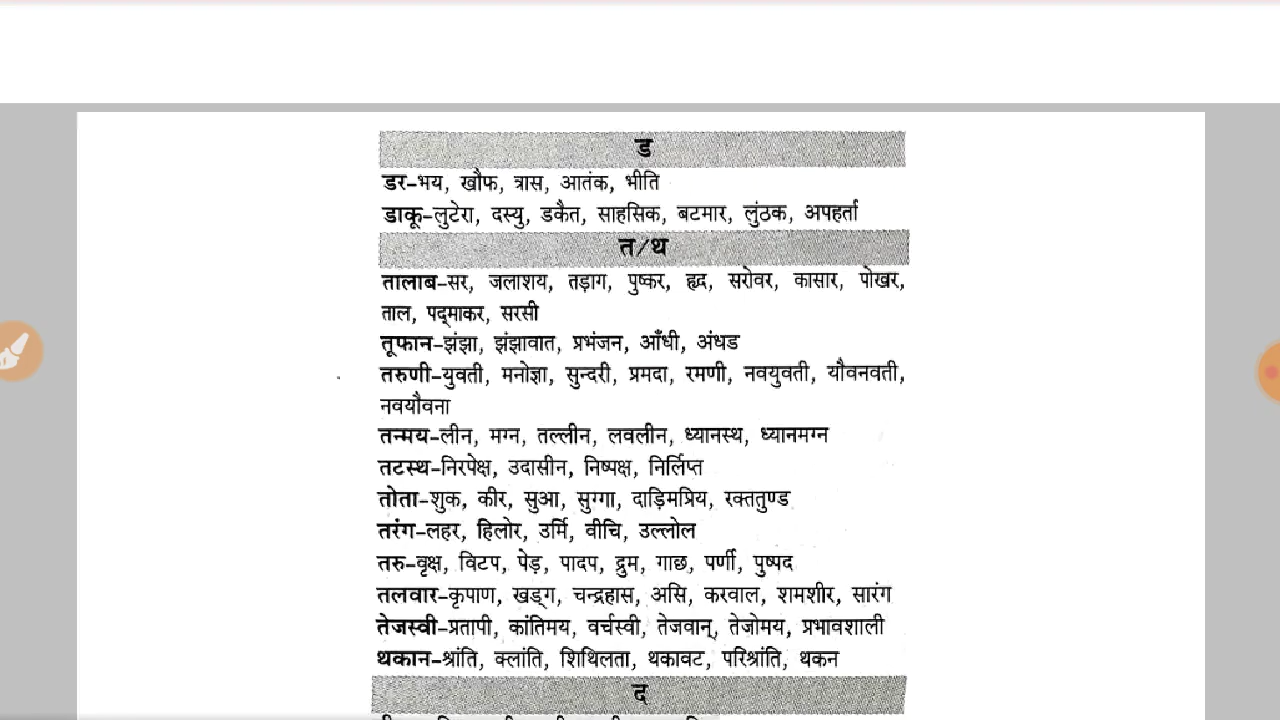 ड
डर–भय, खौफ, त्रास, आतंक, भीति
डाकू–लुटेरा, दस्यु, डकैत, साहसिक, बटमार, लुंठक, अपहर्ता
त/थ
तालाब–सर, जलाशय, तड़ाग, पुष्कर, हृद, सरोवर, कासार, पोखर,
ताल, पद्‌माकर, सरसी
तूफान–झंझा, झंझावात, प्रभंजन, आँधी, अंधड
तरुणी–युवती, मनोज्ञा, सुन्दरी, प्रमदा, रमणी, नवयुवती, यौवनवती,
नवयौवना
तन्मय–लीन, मग्न, तल्लीन, लवलीन, ध्यानस्थ, ध्यानमग्न
तटस्थ–निरपेक्ष, उदासीन, निष्पक्ष, निर्लिप्त
तोता–शुक, कीर, सुआ, सुग्गा, दाड़िमप्रिय, रक्ततुण्ड
तरंग–लहर, हिलोर, उर्मि, वीचि, उल्लोल
तरु–वृक्ष, विटप, पेड़, पादप, द्रुम, गाछ, पर्णी, पुष्पद
तलवार–कृपाण, खड्‌ग, चन्द्रहास, असि, करवाल, शमशीर, सारंग
तेजस्वी–प्रतापी, कांतिमय, वर्चस्वी, तेजवान्, तेजोमय, प्रभावशाली
थकान–श्रांति, क्लांति, शिथिलता, थकावट, परिश्रांति, थकन
द